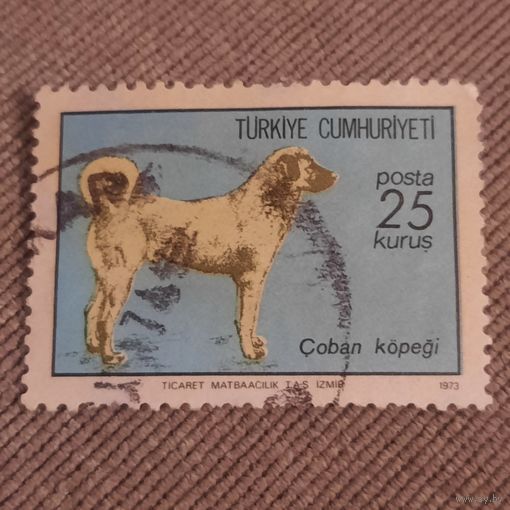 TÜRKİYE CUMHURİYETİ
posta
25
kuruş
Çoban köpeği
TİCARET MATBAACILIK T.A.Ş İZMİR
1973